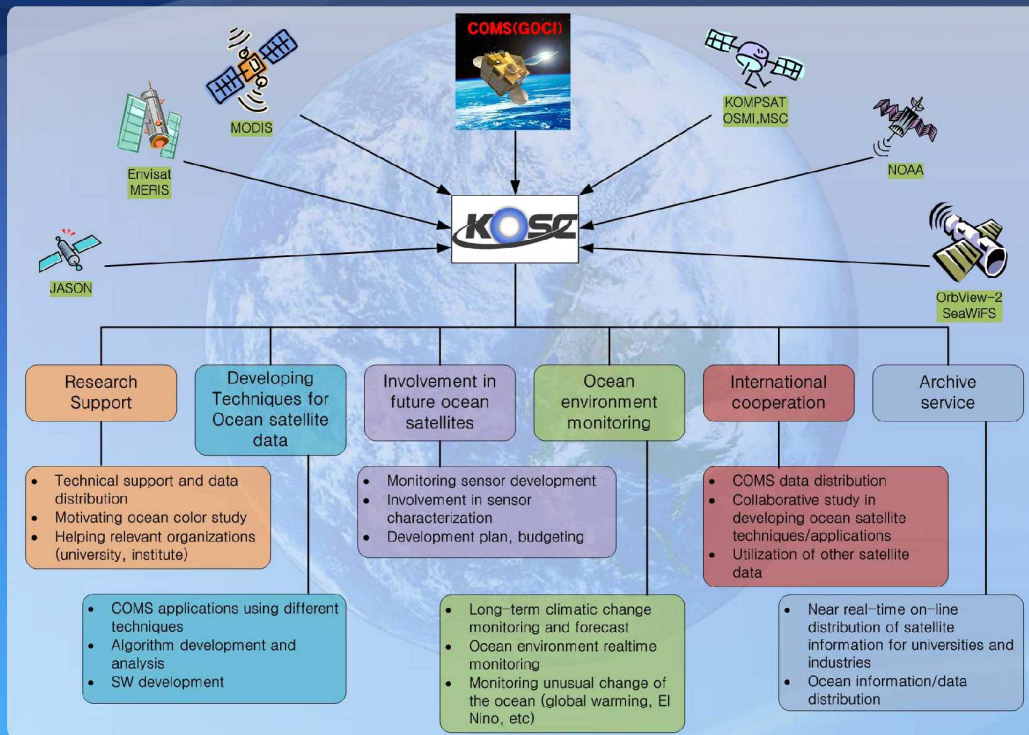 COMS(GOCI)
MODIS
KOMPSAT
OSMI,MSC
Envisat
MERIS
NOAA
KOSC
JASON
OrbView-2
SeaWiFS
Research
Support
Developing
Techniques for
Ocean satellite
data
Involvement in
future ocean
satellites
Ocean
environment
monitoring
International
cooperation
Archive
service
• Technical support and data
distribution
• Motivating ocean color study
• Helping relevant organizations
(university, institute)
• Monitoring sensor development
• Involvement in sensor
characterization
• Development plan, budgeting
• COMS data distribution
• Collaborative study in
developing ocean satellite
techniques/applications
• Utilization of other satellite
data
• COMS applications using different
techniques
• Algorithm development and
analysis
• SW development
• Long-term climatic change
monitoring and forecast
• Ocean environment realtime
monitoring
• Monitoring unusual change of
the ocean (global warming, El
Nino, etc)
• Near real-time on-line
distribution of satellite
information for universities and
industries
• Ocean information/data
distribution